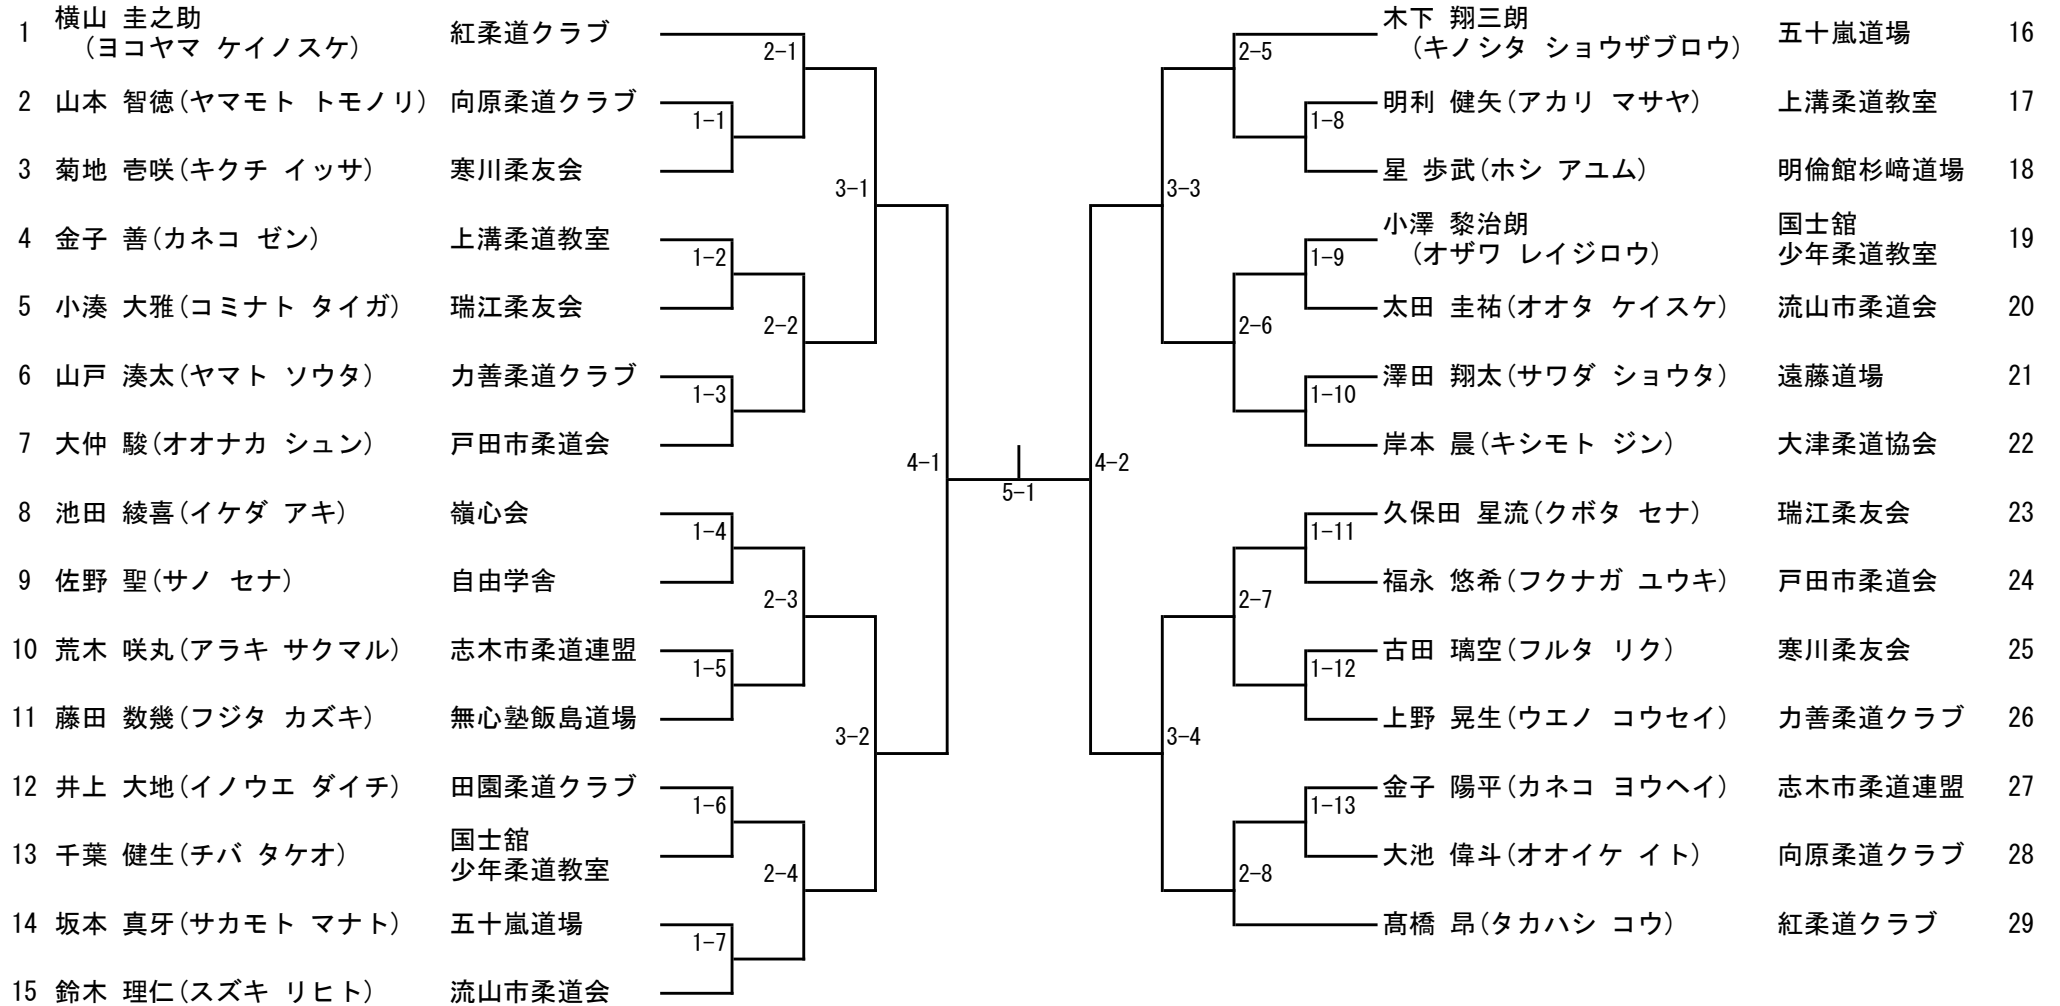 1 横山 圭之助
(ヨコヤマ ケイノスケ) 紅柔道クラブ
2 山本 智徳(ヤマモト トモノリ) 向原柔道クラブ
3 菊地 壱咲(キクチ イッサ) 寒川柔友会
4 金子 善(カネコ ゼン) 上溝柔道教室
5 小湊 大雅(コミナト タイガ) 瑞江柔友会
6 山戸 湊太(ヤマト ソウタ) 力善柔道クラブ
7 大仲 駿(オオナカ シュン) 戸田市柔道会
8 池田 綾喜(イケダ アキ) 嶺心会
9 佐野 聖(サノ セナ) 自由学舎
10 荒木 咲丸(アラキ サクマル) 志木市柔道連盟
11 藤田 数幾(フジタ カズキ) 無心塾飯島道場
12 井上 大地(イノウエ ダイチ) 田園柔道クラブ
13 千葉 健生(チバ タケオ) 国士舘
少年柔道教室
14 坂本 真牙(サカモト マナト) 五十嵐道場
15 鈴木 理仁(スズキ リヒト) 流山市柔道会
1-1
1-2
1-3
1-4
1-5
1-6
1-7
2-1
2-2
2-3
2-4
3-1
3-2
4-1
5-1
4-2
3-3
3-4
2-5
2-6
2-7
2-8
1-8
1-9
1-10
1-11
1-12
1-13
木下 翔三朗
(キノシタ ショウザブロウ) 五十嵐道場 16
明利 健矢(アカリ マサヤ) 上溝柔道教室 17
星 歩武(ホシ アユム) 明倫館杉﨑道場 18
小澤 黎治朗 国士舘
(オザワ レイジロウ) 少年柔道教室 19
太田 圭祐(オオタ ケイスケ) 流山市柔道会 20
澤田 翔太(サワダ ショウタ) 遠藤道場 21
岸本 晨(キシモト ジン) 大津柔道協会 22
久保田 星流(クボタ セナ) 瑞江柔友会 23
福永 悠希(フクナガ ユウキ) 戸田市柔道会 24
古田 璃空(フルタ リク) 寒川柔友会 25
上野 晃生(ウエノ コウセイ) 力善柔道クラブ 26
金子 陽平(カネコ ヨウヘイ) 志木市柔道連盟 27
大池 偉斗(オオイケ イト) 向原柔道クラブ 28
髙橋 昂(タカハシ コウ) 紅柔道クラブ 29